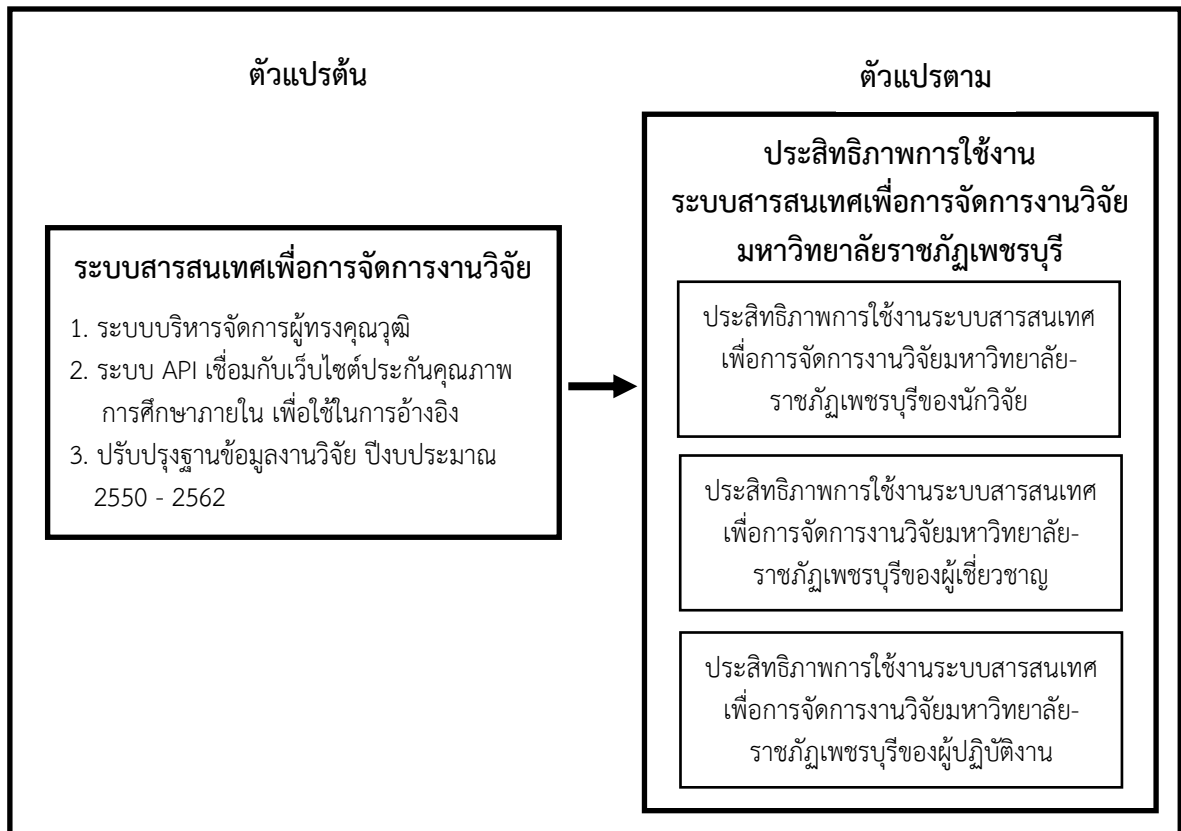 ตัวแปรต้น
ตัวแปรตาม
ระบบสารสนเทศเพื่อการจัดการงานวิจัย
1. ระบบบริหารจัดการผู้ทรงคุณวุฒิ
2. ระบบ API เชื่อมกับเว็บไซต์ประกันคุณภาพ
การศึกษาภายใน เพื่อใช้ในการอ้างอิง
3. ปรับปรุงฐานข้อมูลงานวิจัย ปีงบประมาณ
2550 - 2562
ประสิทธิภาพการใช้งาน
ระบบสารสนเทศเพื่อการจัดการงานวิจัย
มหาวิทยาลัยราชภัฏเพชรบุรี
ประสิทธิภาพการใช้งานระบบสารสนเทศ
เพื่อการจัดการงานวิจัยมหาวิทยาลัย-
ราชภัฏเพชรบุรีของนักวิจัย
ประสิทธิภาพการใช้งานระบบสารสนเทศ
เพื่อการจัดการงานวิจัยมหาวิทยาลัย-
ราชภัฏเพชรบุรีของผู้เชี่ยวชาญ
ประสิทธิภาพการใช้งานระบบสารสนเทศ
เพื่อการจัดการงานวิจัยมหาวิทยาลัย-
ราชภัฏเพชรบุรีของผู้ปฏิบัติงาน